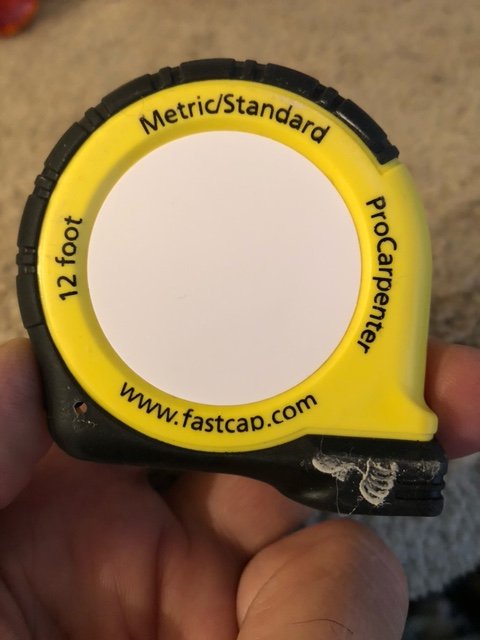 Metric/Standard
ProCarpenter
12 foot
www.fastcap.com